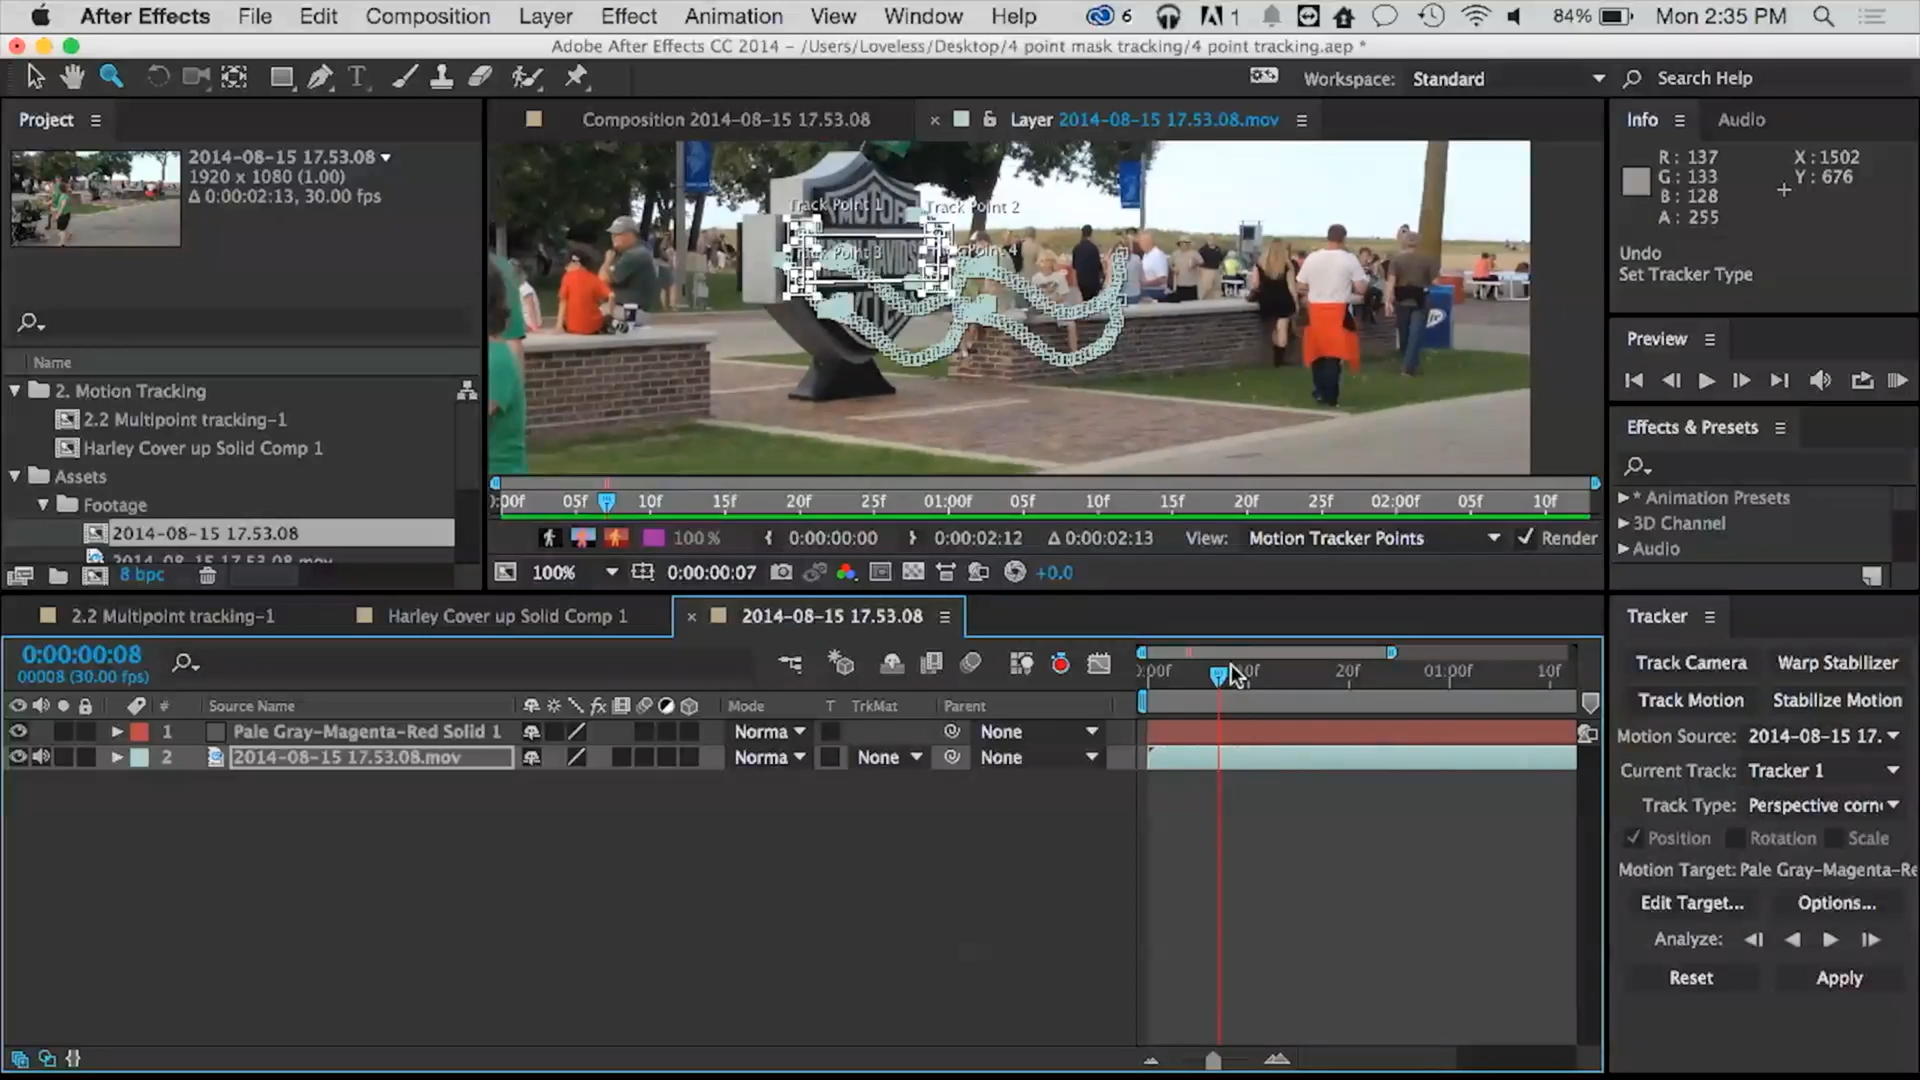 After Effects File Edit Composition Layer Effect Animation View Window Help 6 1 84% Mon 2:35 PM
Adobe After Effects CC 2014 - /Users/Loveless/Desktop/4 point mask tracking/4 point tracking.aep *
T Workspace: Standard Search Help
Project
2014-08-15 17.53.08
1920 x 1080 (1.00)
Δ 0:00:02:13, 30.00 fps
Name
2. Motion Tracking
2.2 Multipoint tracking-1
Harley Cover up Solid Comp 1
Assets
Footage
2014-08-15 17.53.08
2014-08-15 17.53.08.mov
8 bpc
Composition 2014-08-15 17.53.08
× Layer 2014-08-15 17.53.08.mov
MOTOR
Track Point 1
Track Point 2
Track Point 3
Point 4
:00f 05f 10f 15f 20f 25f 01:00f 05f 10f 15f 20f 25f 02:00f 05f 10f
100% { 0:00:00:00 } 0:00:02:12 Δ 0:00:02:13 View: Motion Tracker Points Render
100% 0:00:00:07 +0.0
Info Audio
R: 137
G: 133
B: 128
A: 255
X: 1502
Y: 676
Undo
Set Tracker Type
Preview
Effects & Presets
* Animation Presets
3D Channel
Audio
2.2 Multipoint tracking-1 Harley Cover up Solid Comp 1 × 2014-08-15 17.53.08
0:00:00:08
00008 (30.00 fps)
:00f 10f 20f 01:00f 10f
# Source Name fx Mode T TrkMat Parent
1 Pale Gray-Magenta-Red Solid 1 Norma None
2 2014-08-15 17.53.08.mov Norma None None
Tracker
Track Camera Warp Stabilizer
Track Motion Stabilize Motion
Motion Source: 2014-08-15 17.
Current Track: Tracker 1
Track Type: Perspective corn
Position Rotation Scale
Motion Target: Pale Gray-Magenta-Re
Edit Target... Options...
Analyze:
Reset Apply